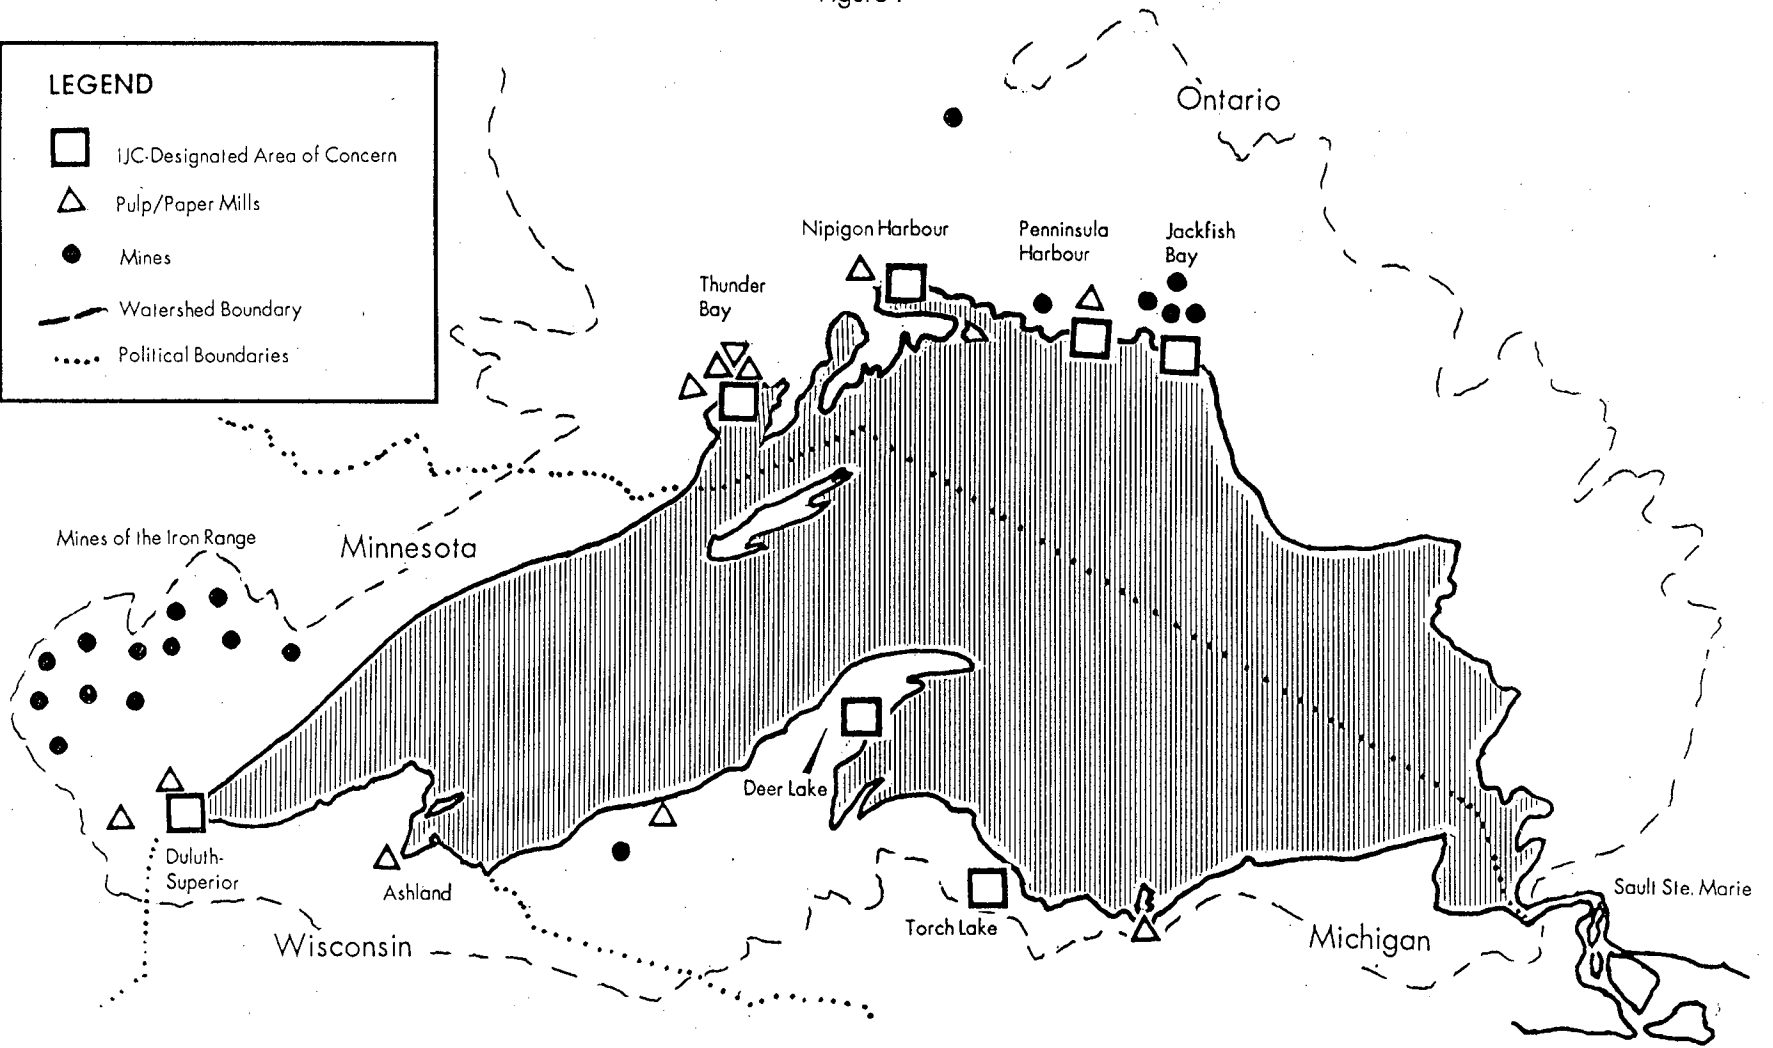 LEGEND
IJC-Designated Area of Concern
Pulp/Paper Mills
Mines
Watershed Boundary
Political Boundaries
Ontario
Nipigon Harbour
Penninsula
Harbour
Jackfish
Bay
Thunder
Bay
Mines of the Iron Range
Minnesota
Deer Lake
Duluth-
Superior
Ashland
Sault Ste. Marie
Torch Lake
Wisconsin
Michigan